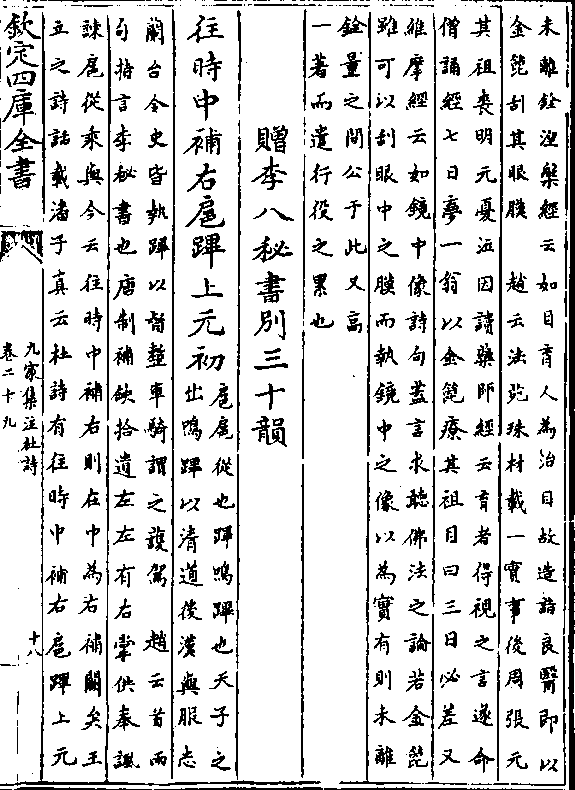 未離銓涅槃經云如目盲人為治目故造詣良醫即以
金篦刮其眼膜　趙云法苑珠材載一實事後周張元
其祖喪明元憂泣因讀藥師經云盲者得視之言遂命
僧誦經七日夢一翁以金篦療其祖目曰三日必差又
維摩經云如鏡中像詩句蓋言求聽佛法之論若金篦
雖可以刮眼中之膜而執鏡中之像以為實有則未離
銓量之間公于此又高
一著而遣行役之累也
贈李八秘書別三十韻
往時中補右扈蹕上元初
扈扈從也蹕鳴蹕也天子之
出鳴蹕以清道後漢輿服志
蘭台令史皆執蹕以督整車騎謂之護駕　趙云首兩
句指言李秘書也唐制補缺拾遺左左有右掌供奉諷
諫扈從乗輿今云往時中補右則在中為右補闕矣王
立之詩話載潘子真云杜詩有往時中補右扈蹕上元
欽定四庫全書
九家集注杜詩
卷二十九
十八